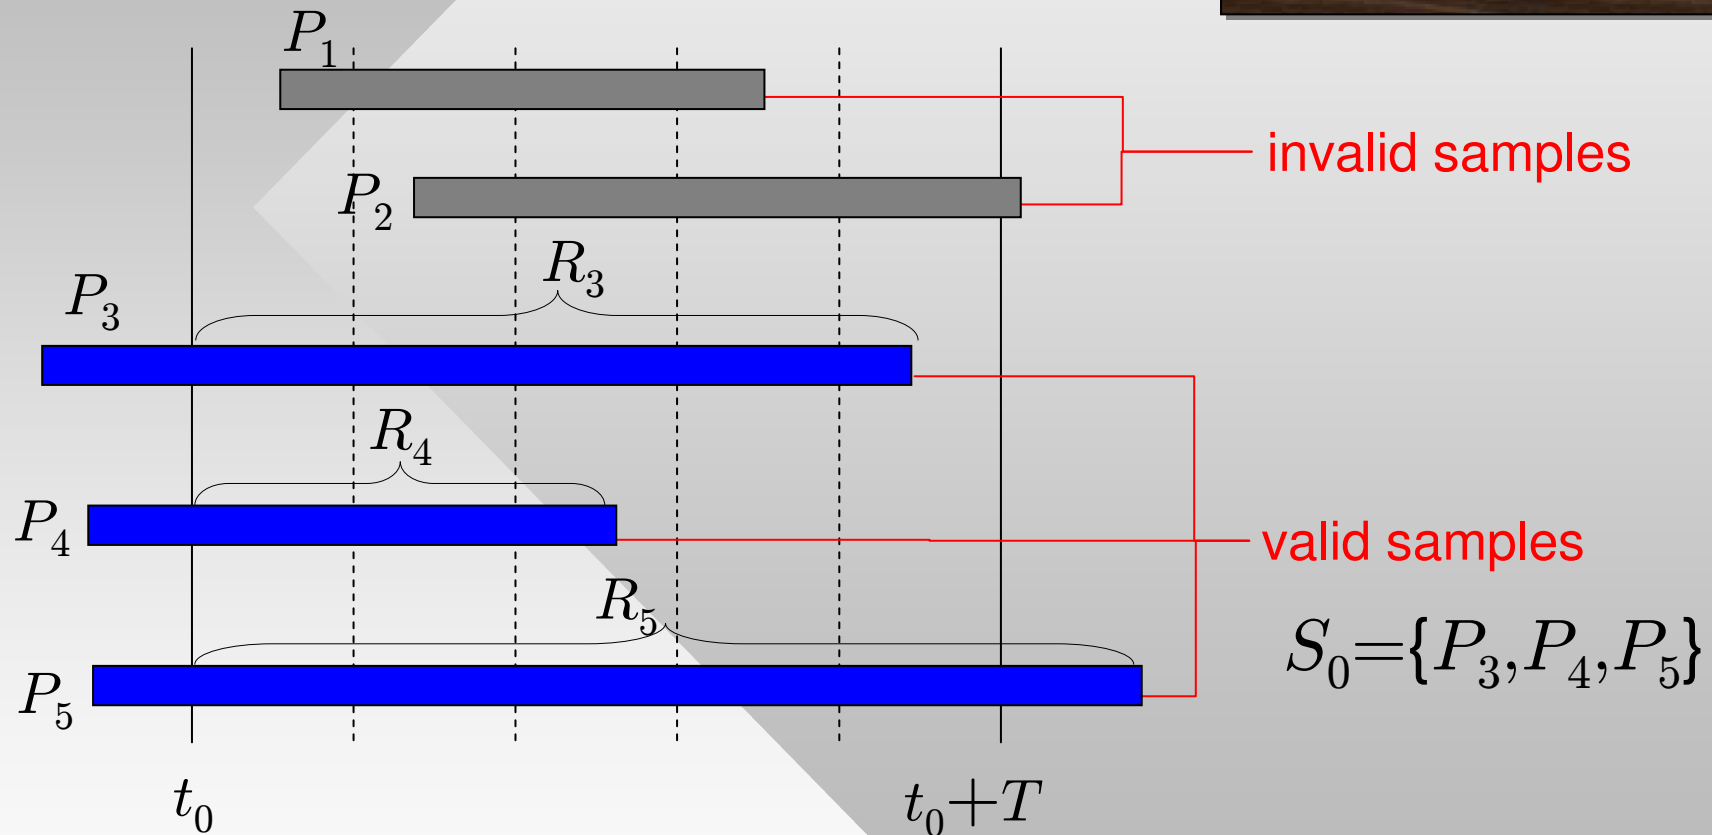 P₁
invalid samples
P₂
R₃
P₃
R₄
P₄
valid samples
R₅
S₀={P₃,P₄,P₅}
P₅
t₀
t₀+T